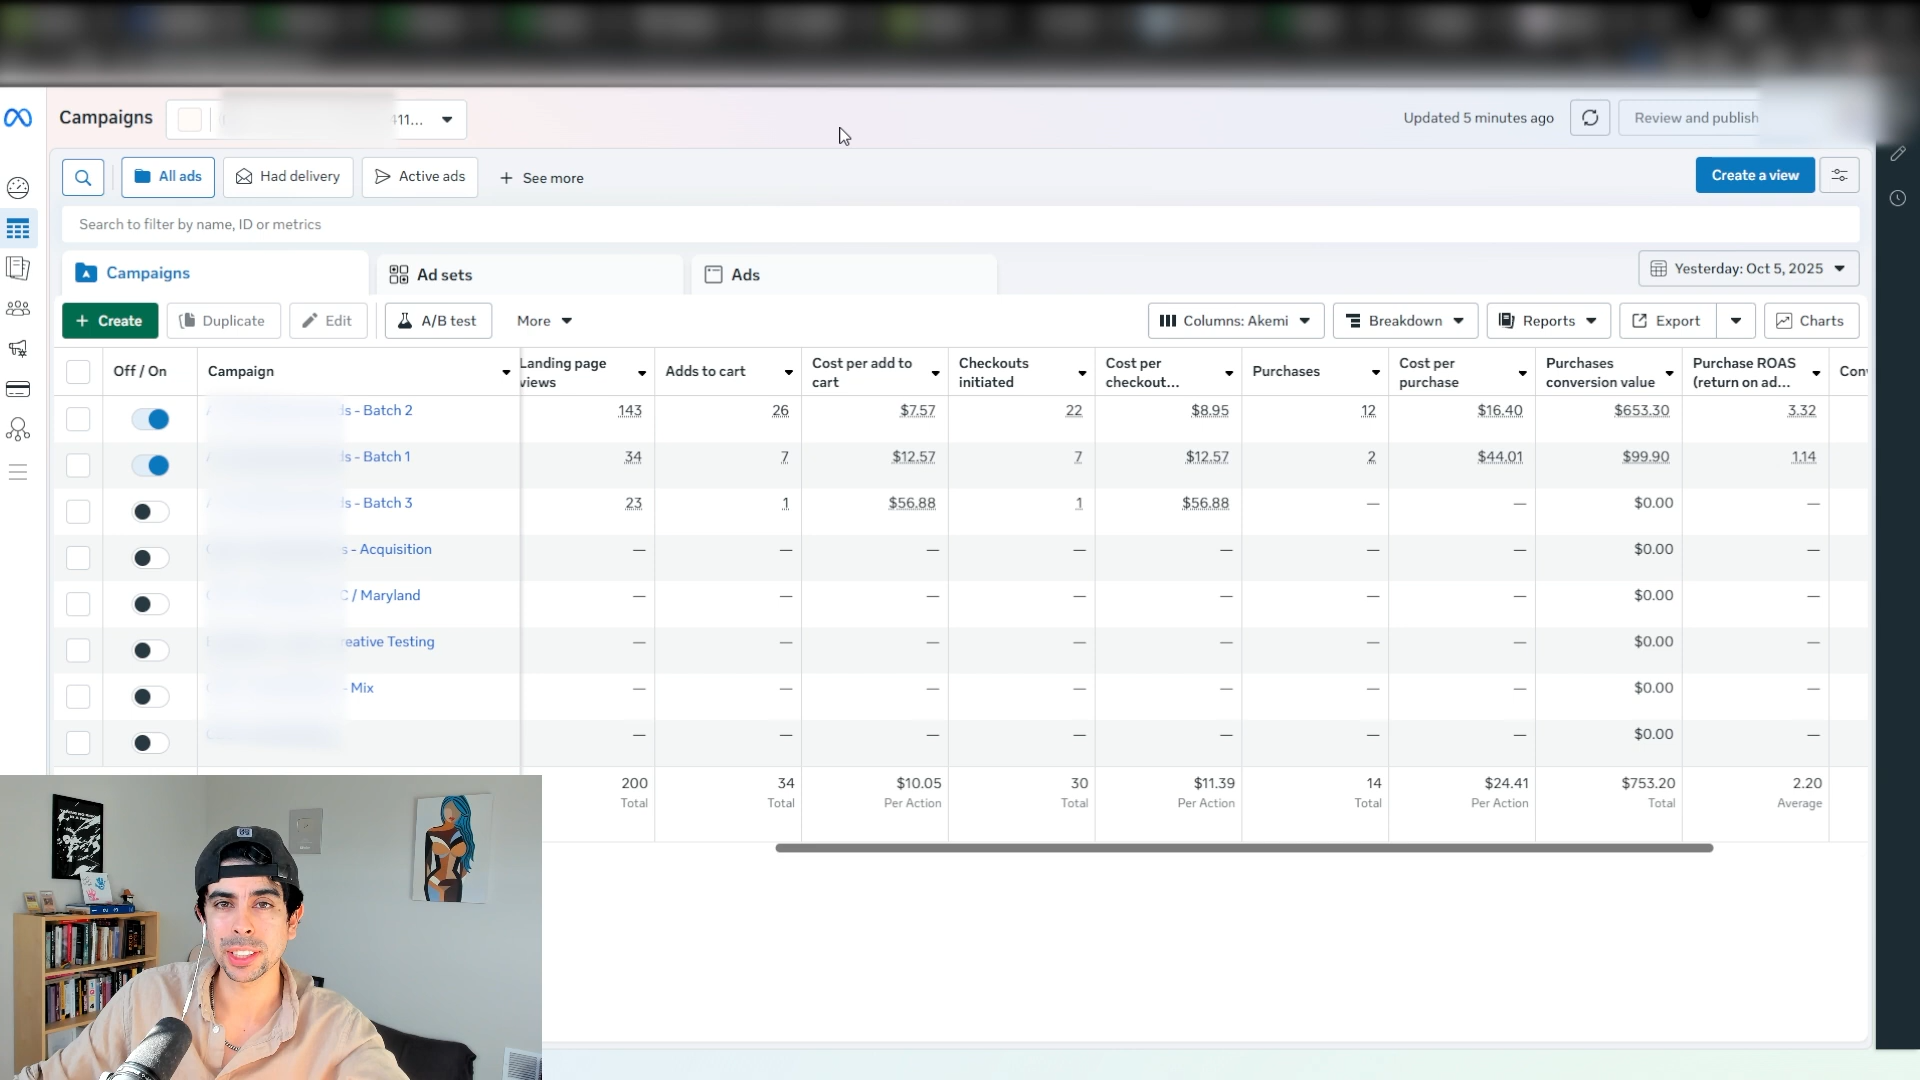 Campaigns
411...
Updated 5 minutes ago
Review and publish
All ads
Had delivery
Active ads
+ See more
Create a view
Search to filter by name, ID or metrics
Campaigns
Ad sets
Ads
Yesterday: Oct 5, 2025
+ Create
Duplicate
Edit
A/B test
More
Columns: Akemi
Breakdown
Reports
Export
Charts
Off / On
Campaign
Landing page views
Adds to cart
Cost per add to cart
Checkouts initiated
Cost per checkout...
Purchases
Cost per purchase
Purchases conversion value
Purchase ROAS (return on ad...
- Batch 2 143 26 $7.57 22 $8.95 12 $16.40 $653.30 3.32
- Batch 1 34 7 $12.57 7 $12.57 2 $44.01 $99.90 1.14
- Batch 3 23 1 $56.88 1 $56.88 — — $0.00 —
- Acquisition — — — — — — — $0.00 —
/ Maryland — — — — — — — $0.00 —
eative Testing — — — — — — — $0.00 —
- Mix — — — — — — — $0.00 —
— — — — — — — $0.00 —
200 34 $10.05 30 $11.39 14 $24.41 $753.20 2.20
Total Total Per Action Total Per Action Total Per Action Total Average